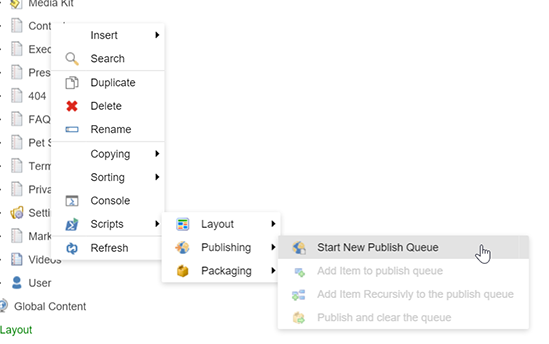 Media Kit
Cont
Insert
Exec
Search
Pres
Duplicate
404
Delete
FAQ
Rename
Pet S
Copying
Term
Sorting
Priva
Console
Setti
Scripts
Layout
Mark
Refresh
Publishing
Start New Publish Queue
Videos
Packaging
Add Item to publish queue
User
Add Item Recursivly to the publish queue
Global Content
Publish and clear the queue
Layout